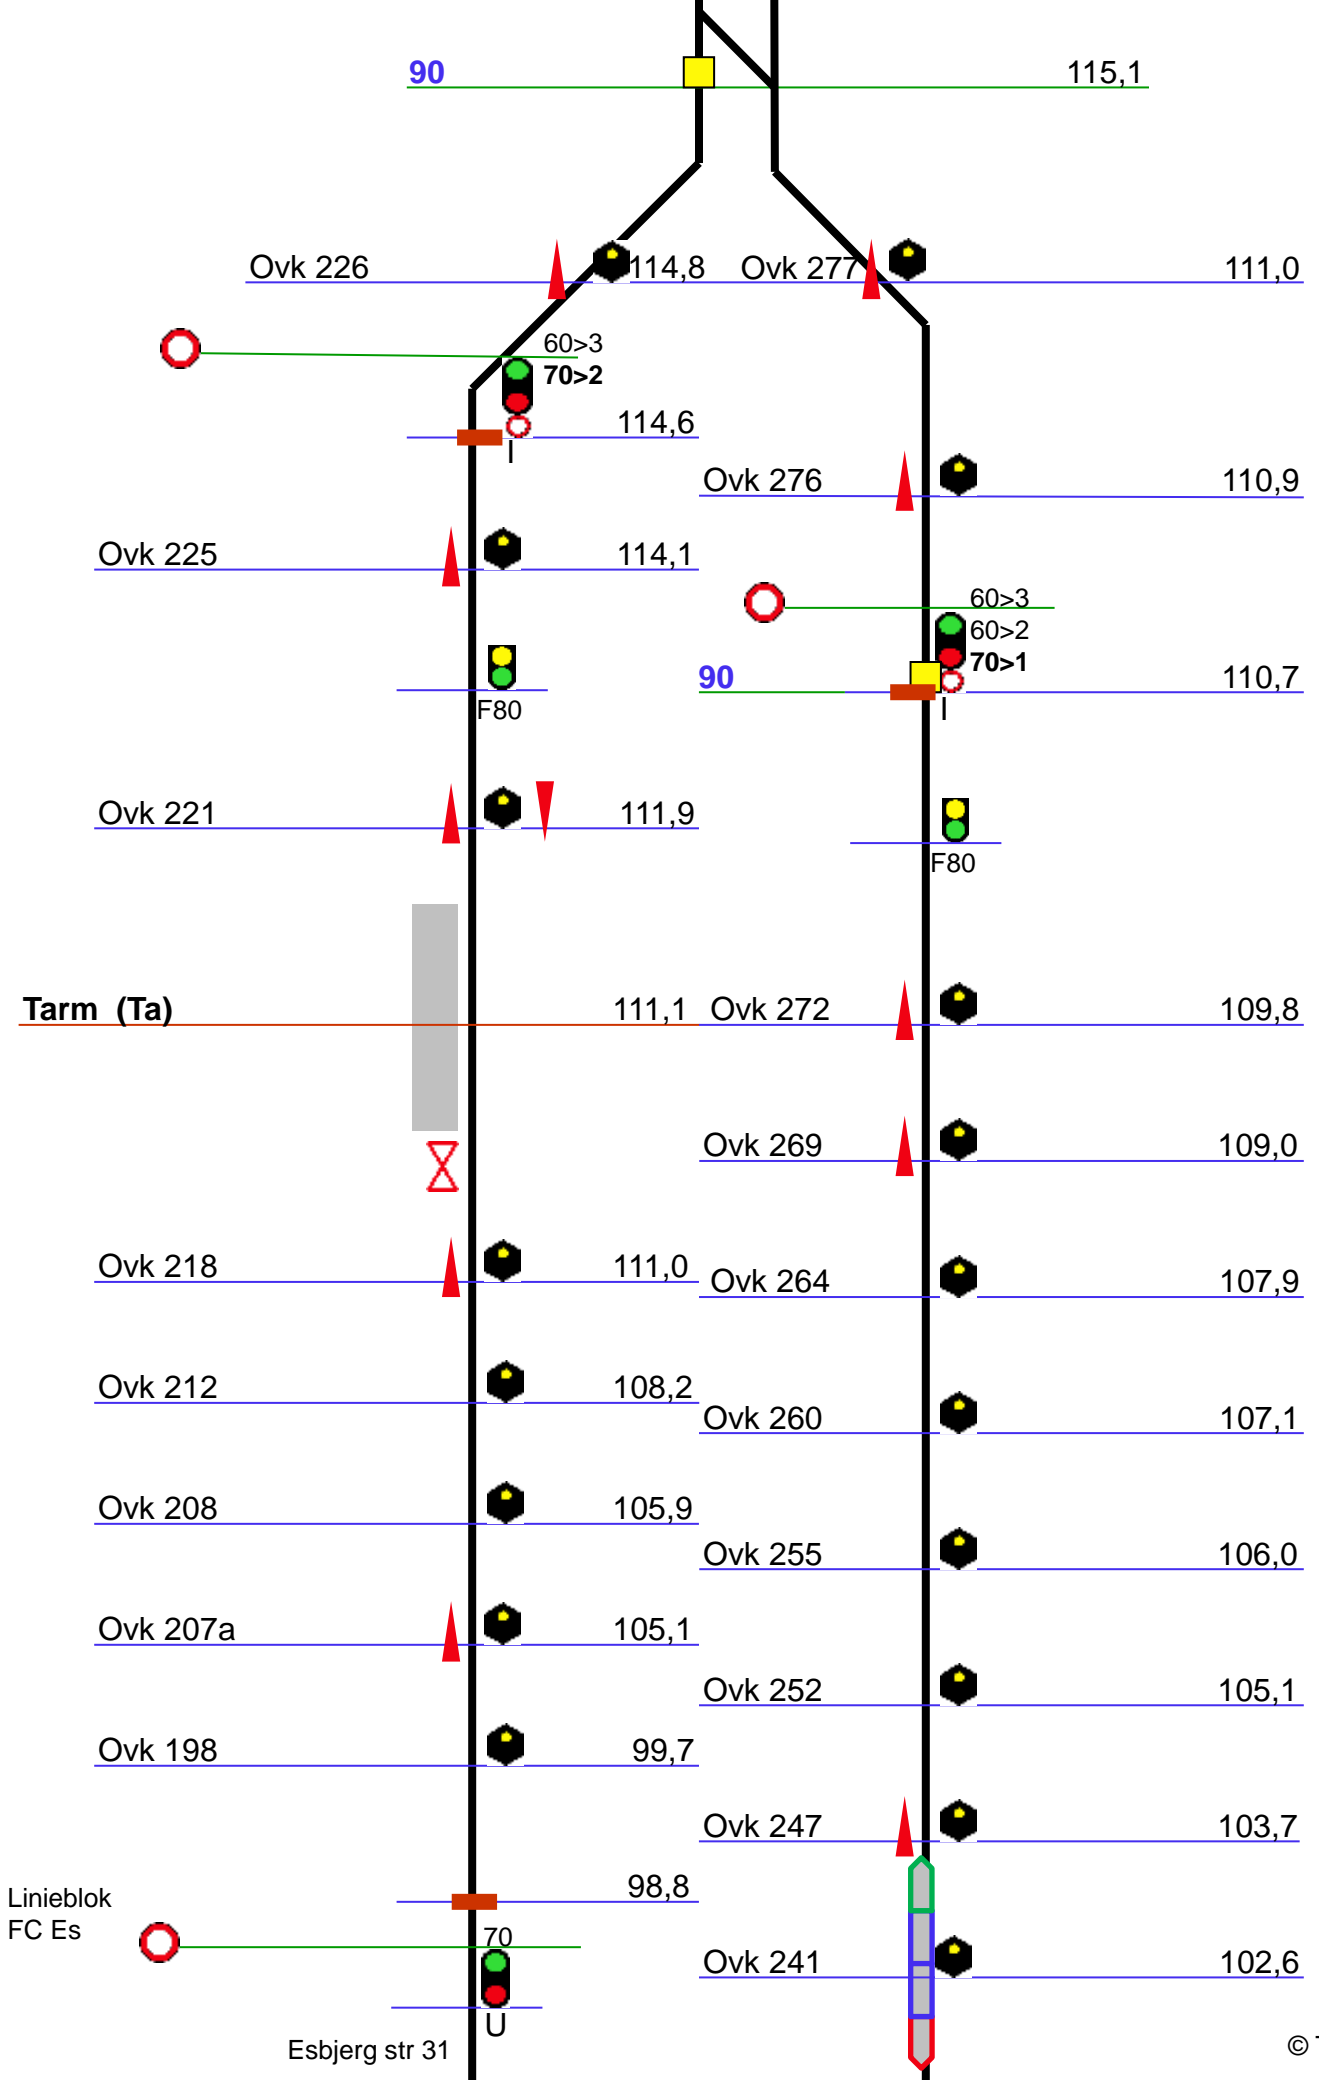 90 115,1
Ovk 226 114,8 Ovk 277 111,0
60>3
70>2
114,6
I
Ovk 276 110,9
Ovk 225 114,1
60>3
60>2
70>1
90 110,7
I
F80
Ovk 221 111,9
F80
Tarm (Ta) 111,1 Ovk 272 109,8
Ovk 269 109,0
Ovk 218 111,0 Ovk 264 107,9
Ovk 212 108,2
Ovk 260 107,1
Ovk 208 105,9
Ovk 255 106,0
Ovk 207a 105,1
Ovk 252 105,1
Ovk 198 99,7
Ovk 247 103,7
98,8
Linieblok
FC Es
70
Ovk 241 102,6
U
Esbjerg str 31
©